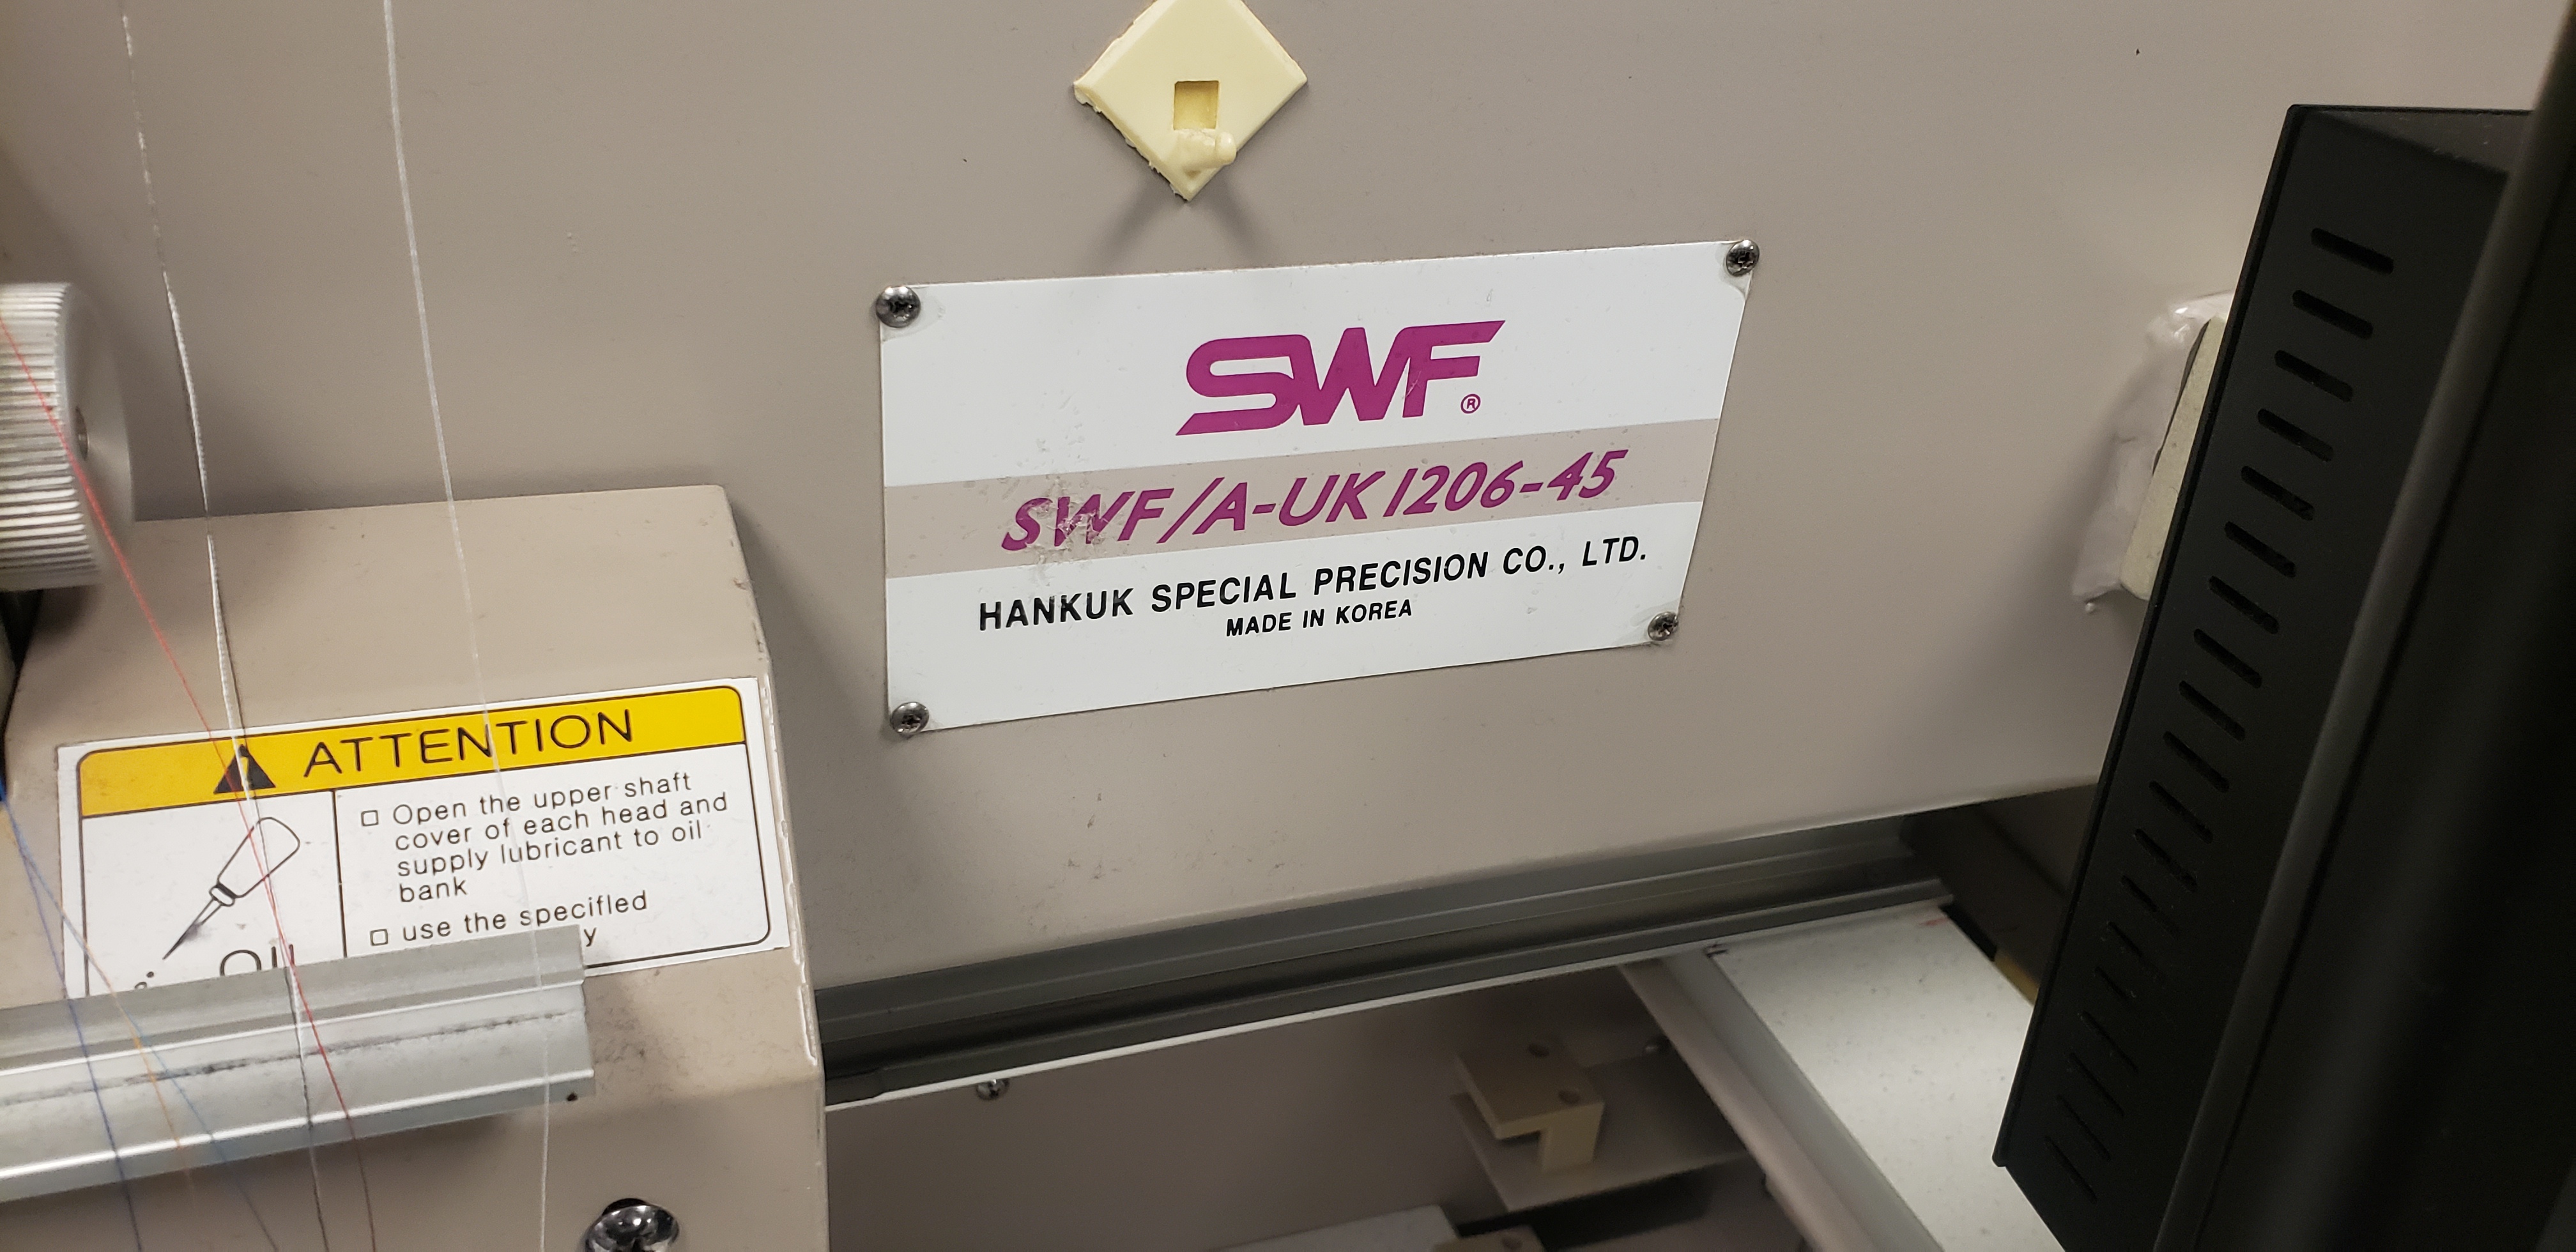 SWF®
SWF/A-UK1206-45
HANKUK SPECIAL PRECISION CO., LTD.
MADE IN KOREA
ATTENTION
Open the upper shaft
cover of each head and
supply lubricant to oil
bank
use the specified